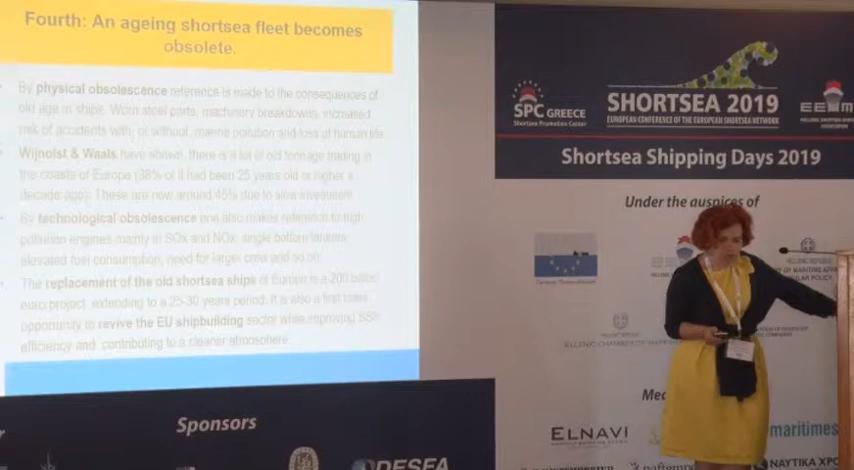 Fourth: An ageing shortsea fleet becomes
obsolete.
By physical obsolescence reference is made to the consequences of
old age in ships. Worn steel parts, machinery breakdowns, increased
risk of accidents with, or without, marine pollution and loss of human life.
Wijnolst & Waals have shown, there is a lot of old tonnage trading in
the coasts of Europe (38% of it had been 25 years old or higher a
decade ago). These are now around 45% due to slow investment.
By technological obsolescence one also makes reference to high
pollution engines mainly in SOx and NOx, single bottom tankers,
elevated fuel consumption, need for larger crew and so on.
The replacement of the old shortsea ships of Europe is a 200 billion
euro project, extending to a 25-30 years period. It is also a first class
opportunity to revive the EU shipbuilding sector while improving SSS
efficiency and, contributing to a cleaner atmosphere.
Sponsors
DESFA
SPC GREECE
Shortsea Promotion Center
SHORTSEA 2019
EUROPEAN CONFERENCE OF THE EUROPEAN SHORTSEA NETWORK
Shortsea Shipping Days 2019
Under the auspices of
HELLENIC REPUBLIC
HELLENIC CHAMBER
ELNAVI
maritimes
naftempo
NAYTIKA XPO